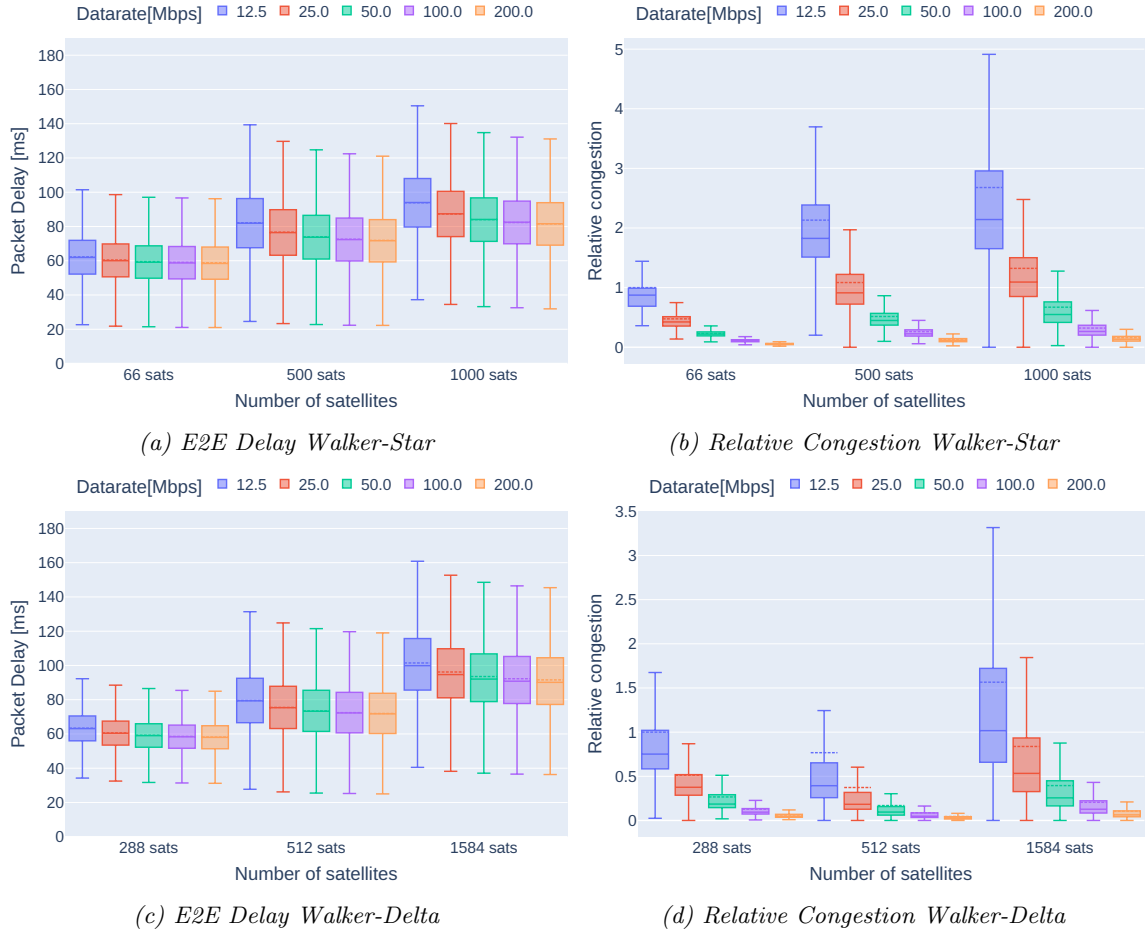 Datarate[Mbps] 12.5 25.0 50.0 100.0 200.0
180
160
140
120
100
80
60
40
20
0
Packet Delay [ms]
66 sats 500 sats 1000 sats
Number of satellites
(a) E2E Delay Walker-Star
Datarate[Mbps] 12.5 25.0 50.0 100.0 200.0
5
4
3
2
1
0
Relative congestion
66 sats 500 sats 1000 sats
Number of satellites
(b) Relative Congestion Walker-Star
Datarate[Mbps] 12.5 25.0 50.0 100.0 200.0
180
160
140
120
100
80
60
40
20
0
Packet Delay [ms]
288 sats 512 sats 1584 sats
Number of satellites
(c) E2E Delay Walker-Delta
Datarate[Mbps] 12.5 25.0 50.0 100.0 200.0
3.5
3
2.5
2
1.5
1
0.5
0
Relative congestion
288 sats 512 sats 1584 sats
Number of satellites
(d) Relative Congestion Walker-Delta